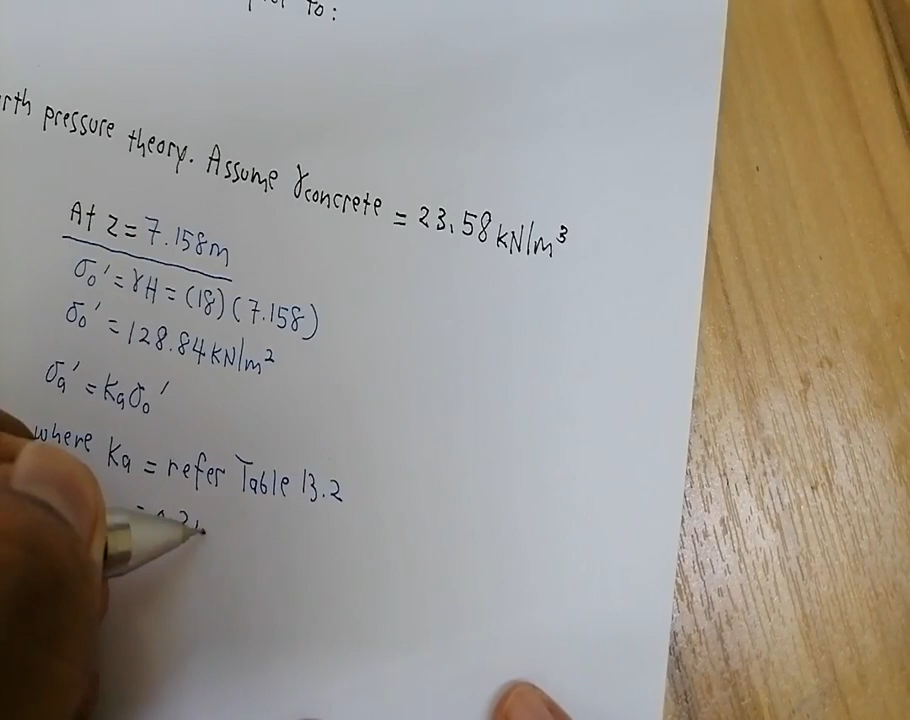 to:
rth pressure theory. Assume γconcrete = 23.58 kN/m³
At z = 7.158m
σo' = γH = (18)(7.158)
σo' = 128.84 kN/m²
σa' = Kaσo'
where Ka = refer Table 13.2